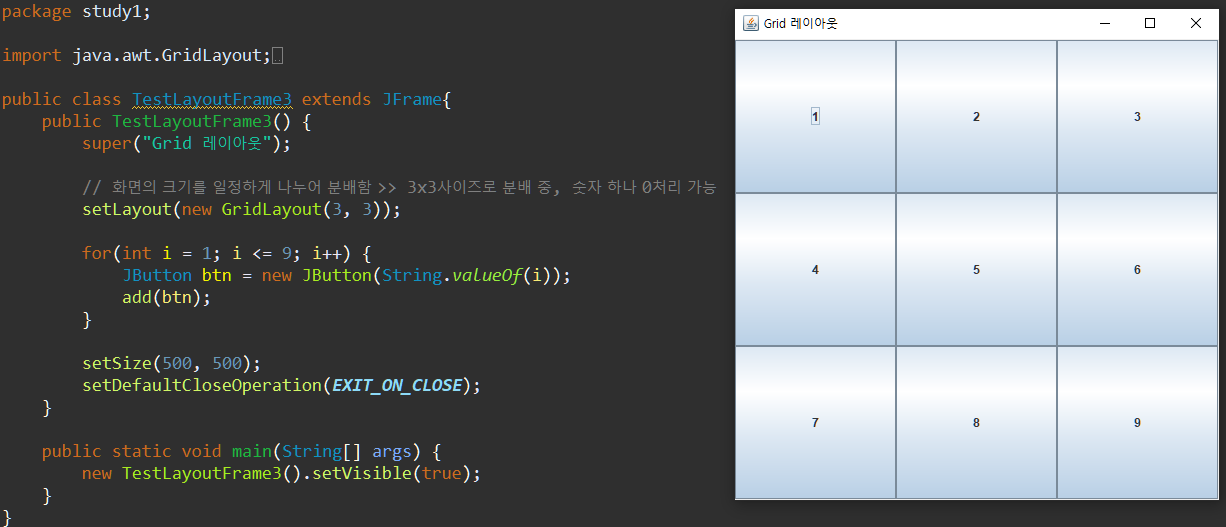 package study1;
import java.awt.GridLayout;
public class TestLayoutFrame3 extends JFrame{
public TestLayoutFrame3() {
super("Grid 레이아웃");
// 화면의 크기를 일정하게 나누어 분배함 >> 3x3사이즈로 분배 중, 숫자 하나 0처리 가능
setLayout(new GridLayout(3, 3));
for(int i = 1; i <= 9; i++) {
JButton btn = new JButton(String.valueOf(i));
add(btn);
}
setSize(500, 500);
setDefaultCloseOperation(EXIT_ON_CLOSE);
}
public static void main(String[] args) {
new TestLayoutFrame3().setVisible(true);
}
}
Grid 레이아웃
1 2 3
4 5 6
7 8 9